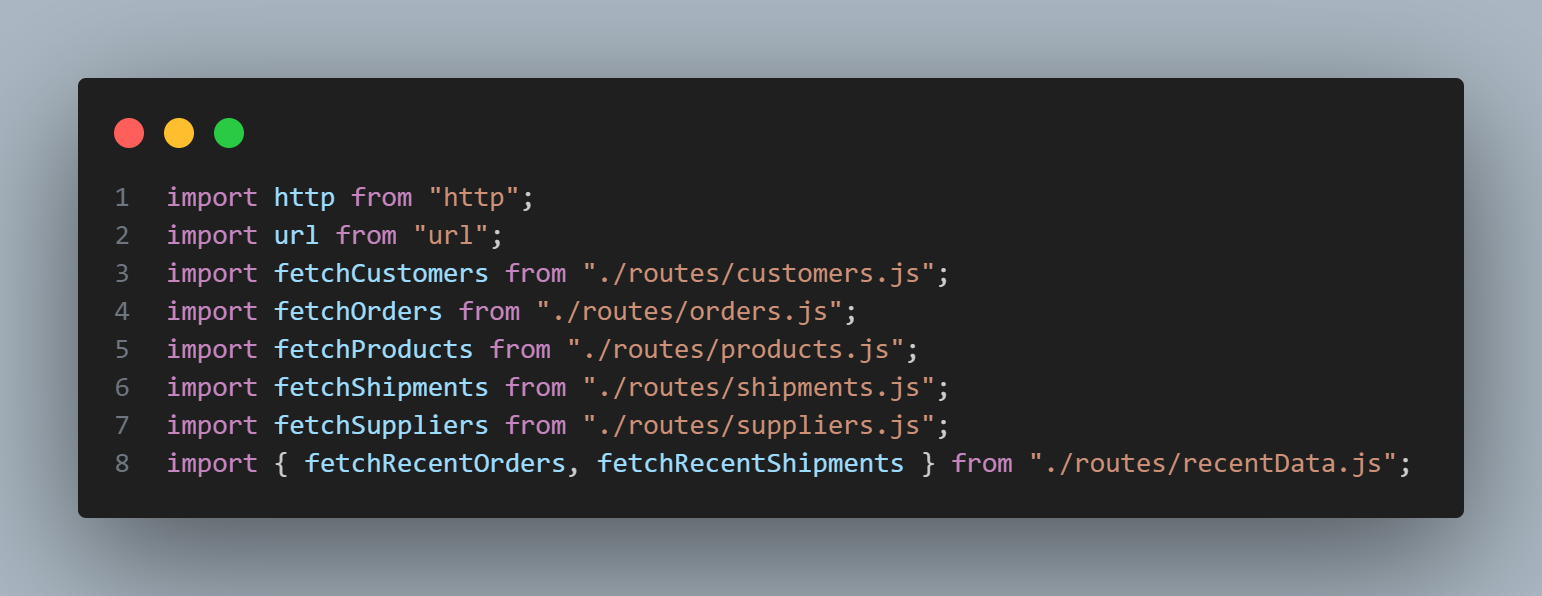 1 import http from "http";
2 import url from "url";
3 import fetchCustomers from "./routes/customers.js";
4 import fetchOrders from "./routes/orders.js";
5 import fetchProducts from "./routes/products.js";
6 import fetchShipments from "./routes/shipments.js";
7 import fetchSuppliers from "./routes/suppliers.js";
8 import { fetchRecentOrders, fetchRecentShipments } from "./routes/recentData.js";